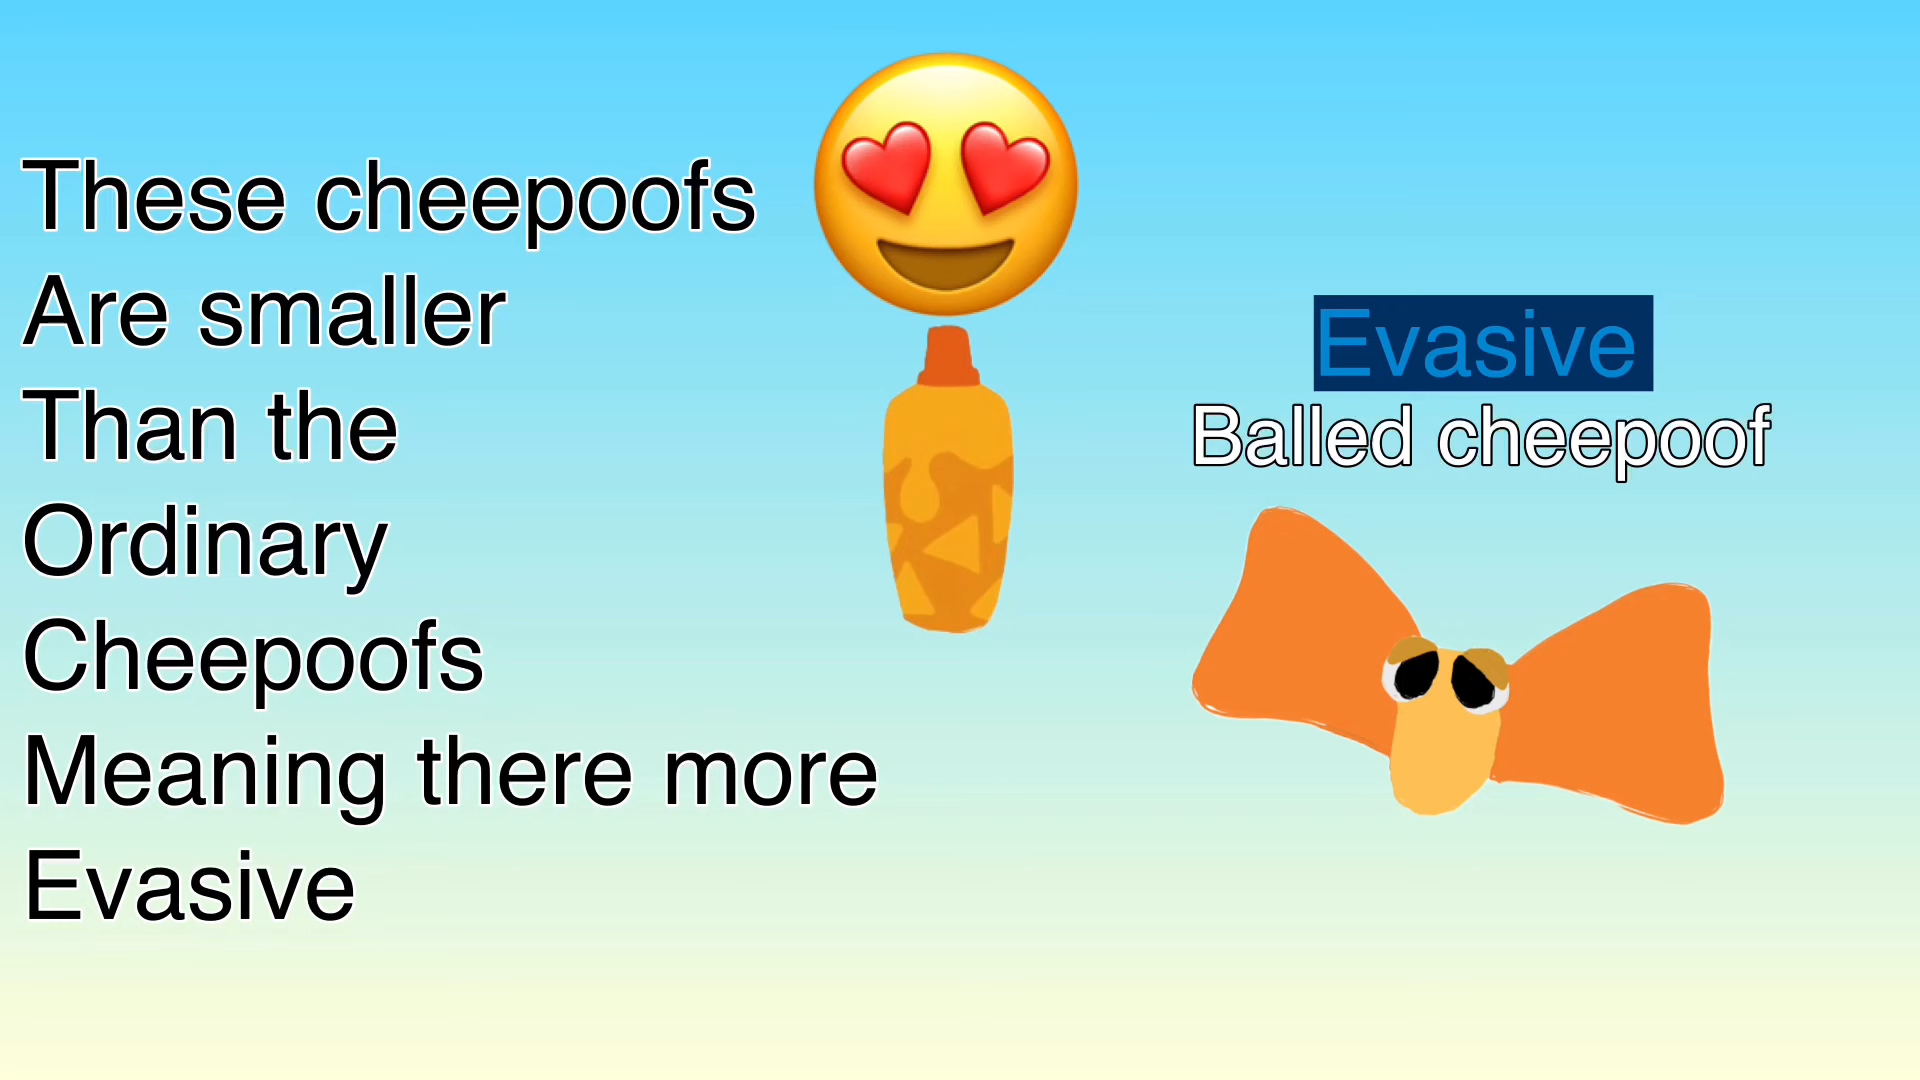 These cheepoofs
Are smaller
Than the
Ordinary
Cheepoofs
Meaning there more
Evasive
Evasive
Balled cheepoof